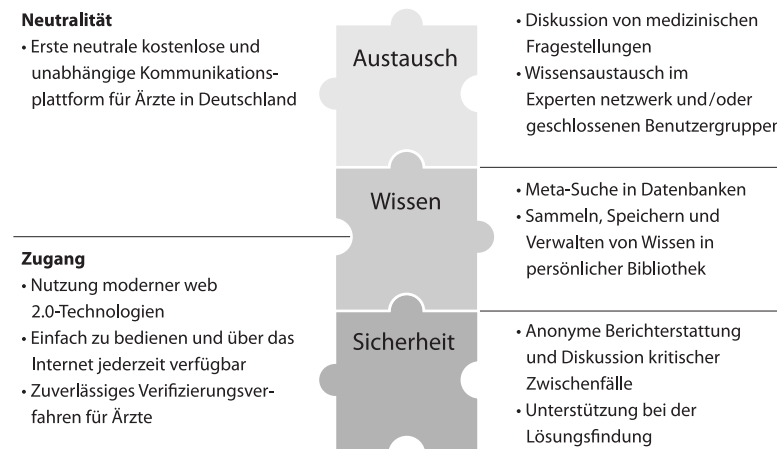 Neutralität
• Erste neutrale kostenlose und
unabhängige Kommunikations-
plattform für Ärzte in Deutschland
Zugang
• Nutzung moderner web
2.0-Technologien
• Einfach zu bedienen und über das
Internet jederzeit verfügbar
• Zuverlässiges Verifizierungsver-
fahren für Ärzte
Austausch
Wissen
Sicherheit
• Diskussion von medizinischen
Fragestellungen
• Wissensaustausch im
Experten netzwerk und/oder
geschlossenen Benutzergruppen
• Meta-Suche in Datenbanken
• Sammeln, Speichern und
Verwalten von Wissen in
persönlicher Bibliothek
• Anonyme Berichterstattung
und Diskussion kritischer
Zwischenfälle
• Unterstützung bei der
Lösungsfindung